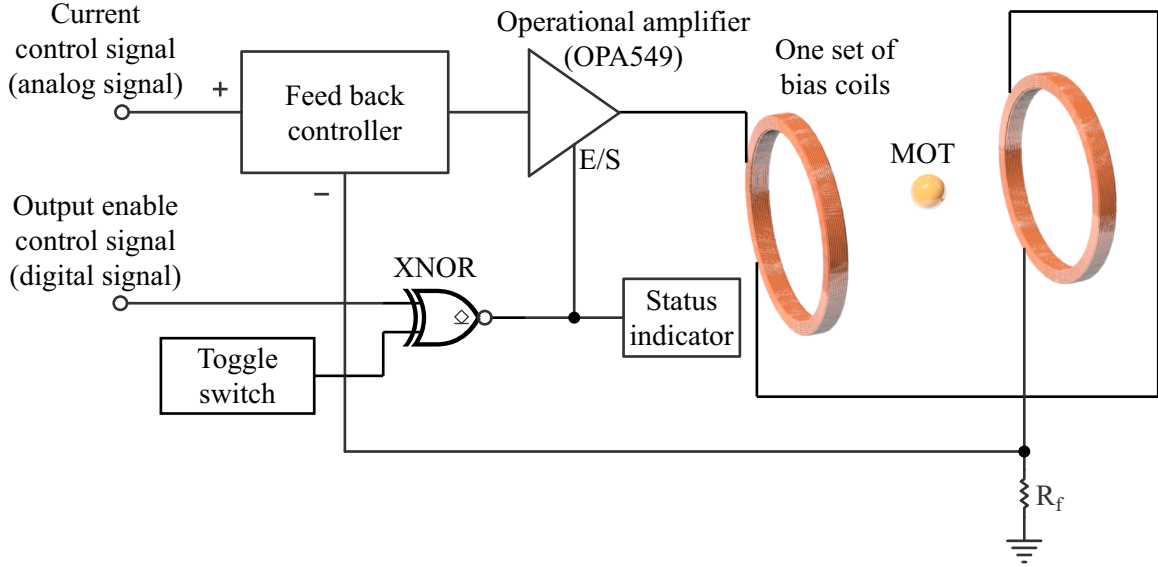 Current
control signal
(analog signal)
+
Feed back
controller
−
Operational amplifier
(OPA549)
E/S
One set of
bias coils
MOT
Output enable
control signal
(digital signal)
XNOR
Toggle
switch
Status
indicator
Rf